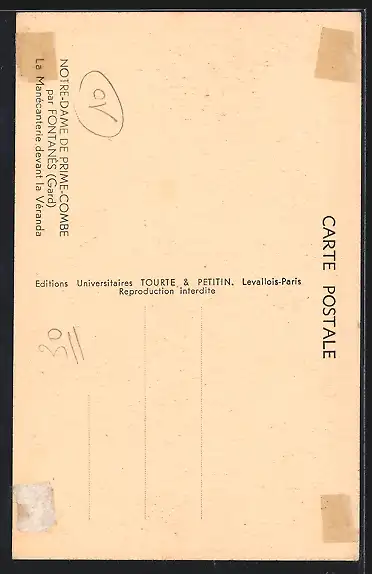 CARTE POSTALE
NOTRE-DAME DE PRIME-COMBE
par FONTANÈS (Gard)
La Manécanterie devant la Véranda
Editions Universitaires TOURTE & PETITIN, Levallois-Paris
Reproduction interdite
30